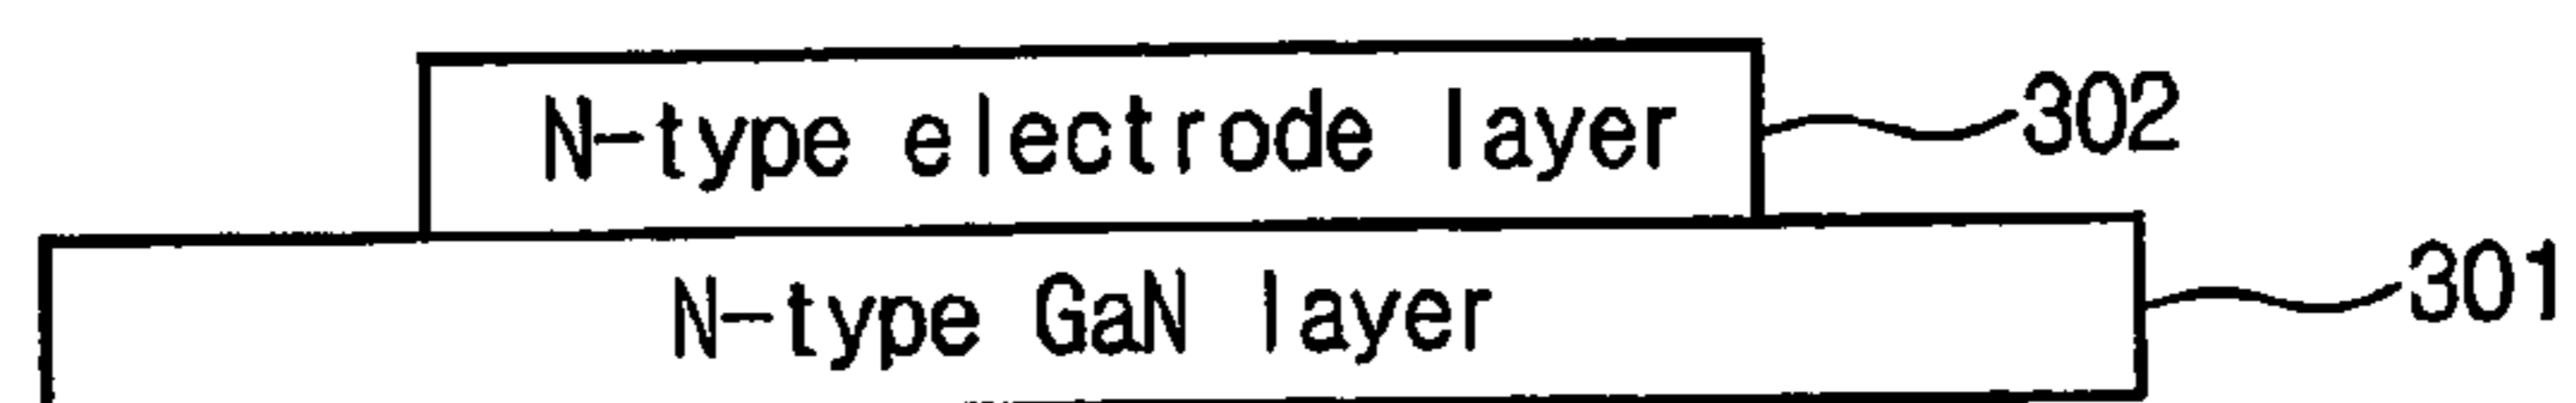 N-type electrode layer 302
N-type GaN layer 301